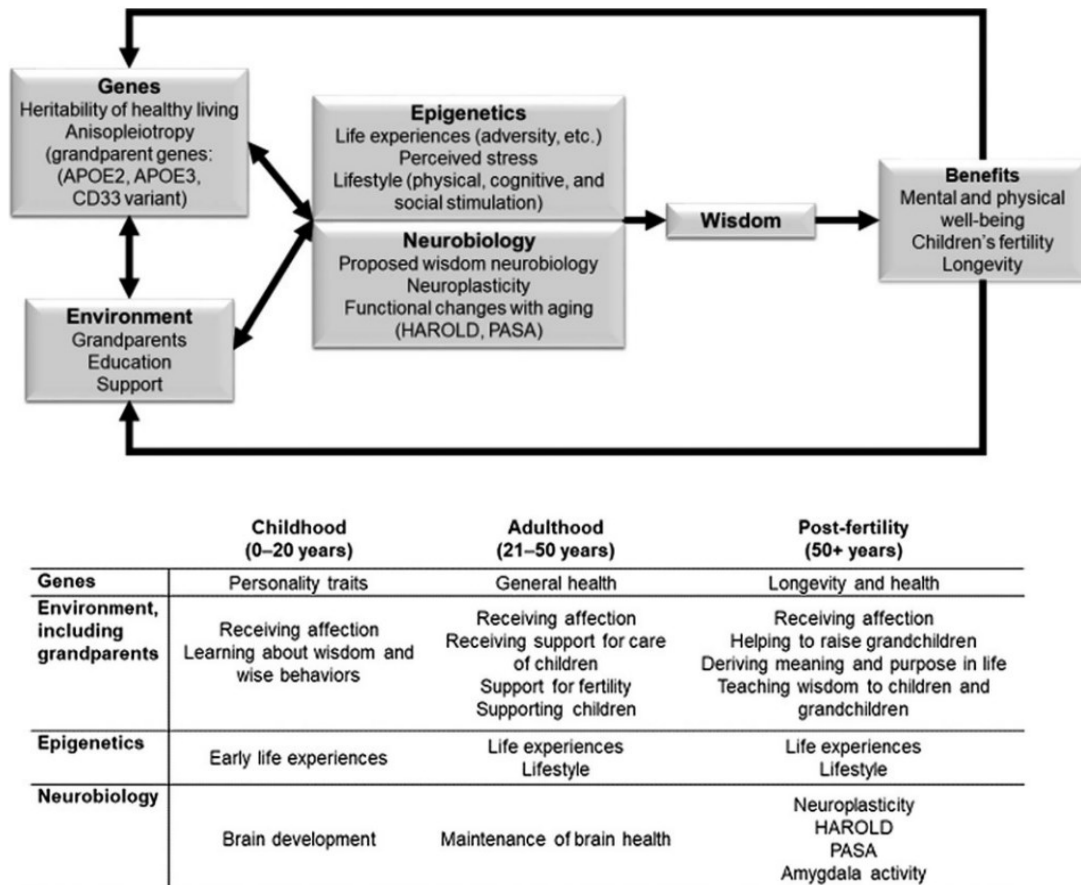 Genes
Heritability of healthy living
Anisopleiotropy
(grandparent genes:
(APOE2, APOE3,
CD33 variant)
Environment
Grandparents
Education
Support
Epigenetics
Life experiences (adversity, etc.)
Perceived stress
Lifestyle (physical, cognitive, and
social stimulation)
Neurobiology
Proposed wisdom neurobiology
Neuroplasticity
Functional changes with aging
(HAROLD, PASA)
Wisdom
Benefits
Mental and physical
well-being
Children's fertility
Longevity
Childhood
(0–20 years)
Adulthood
(21–50 years)
Post-fertility
(50+ years)
Genes
Personality traits
General health
Longevity and health
Environment,
including
grandparents
Receiving affection
Learning about wisdom and
wise behaviors
Receiving affection
Receiving support for care
of children
Support for fertility
Supporting children
Receiving affection
Helping to raise grandchildren
Deriving meaning and purpose in life
Teaching wisdom to children and
grandchildren
Epigenetics
Early life experiences
Life experiences
Lifestyle
Life experiences
Lifestyle
Neurobiology
Brain development
Maintenance of brain health
Neuroplasticity
HAROLD
PASA
Amygdala activity